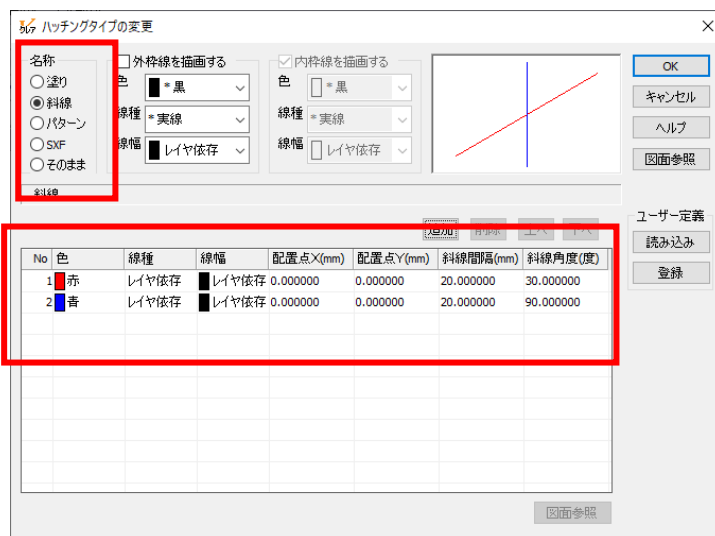 ハッチングタイプの変更
名称
塗り
斜線
パターン
SXF
そのまま
外枠線を描画する
色 * 黒
線種 * 実線
線幅 レイヤ依存
内枠線を描画する
色 * 黒
線種 * 実線
線幅 レイヤ依存
OK
キャンセル
ヘルプ
図面参照
斜線
追加 削除 上へ 下へ
ユーザー定義
読み込み
登録
No 色 線種 線幅 配置点X(mm) 配置点Y(mm) 斜線間隔(mm) 斜線角度(度)
1 赤 レイヤ依存 レイヤ依存 0.000000 0.000000 20.000000 30.000000
2 青 レイヤ依存 レイヤ依存 0.000000 0.000000 20.000000 90.000000
図面参照